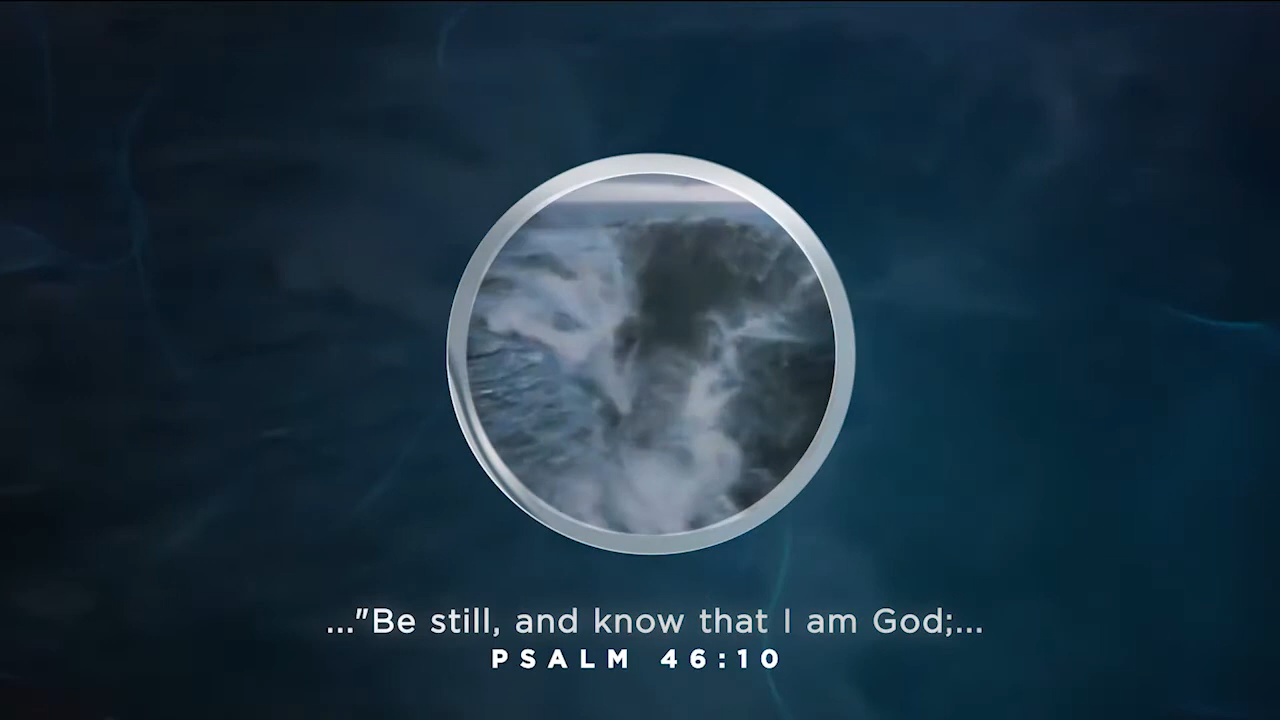 ..."Be still, and know that I am God;...
PSALM 46:10